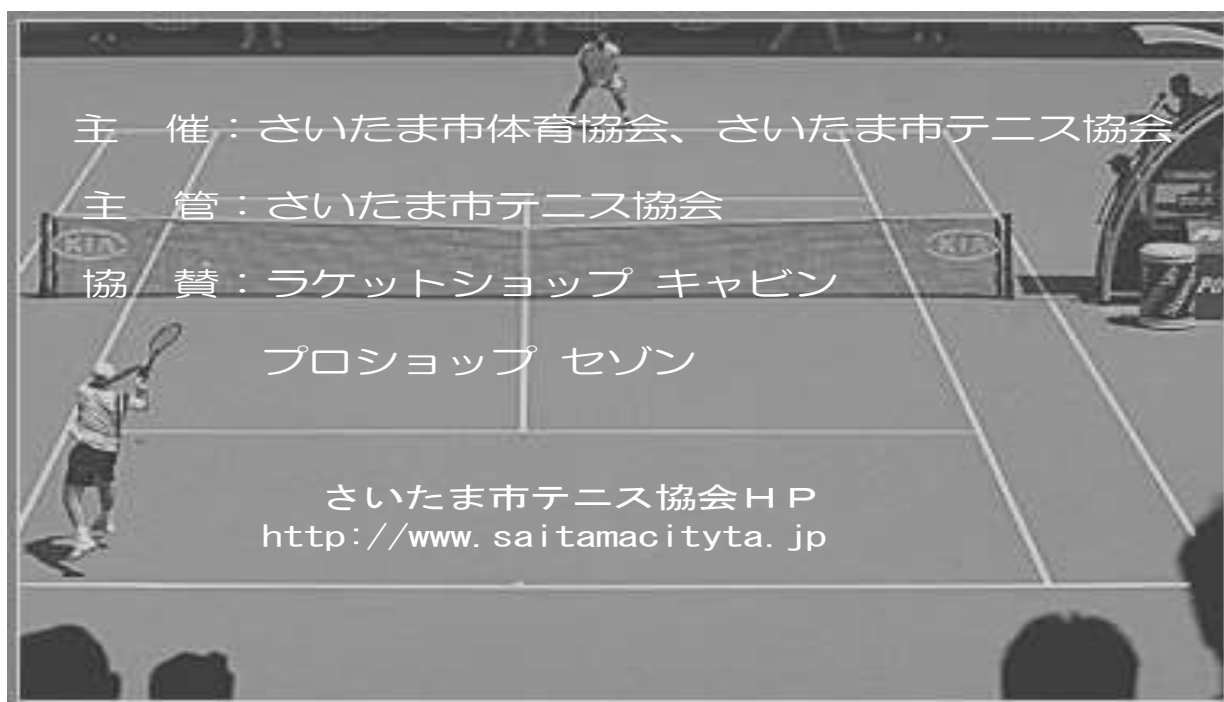 主　催：さいたま市体育協会、さいたま市テニス協会
主　管：さいたま市テニス協会
KIA KIA
協　賛：ラケットショップ キャビン
プロショップ セゾン
さいたま市テニス協会ＨＰ
http://www.saitamacityta.jp